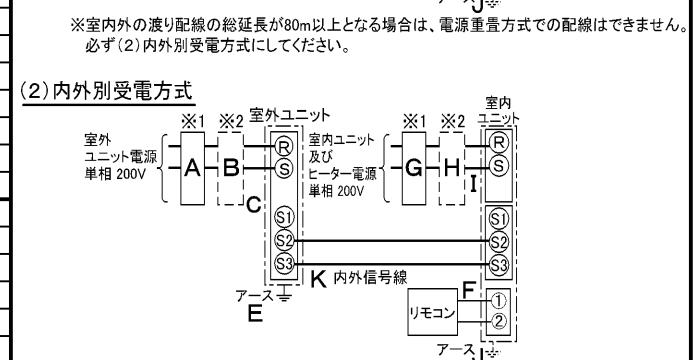 アースJ
※室内外の渡り配線の総延長が80m以上となる場合は、電源重畳方式での配線はできません。
必ず(2)内外別受電方式にしてください。
(2)内外別受電方式
※1 ※2 室外ユニット
室外
ユニット電源
単相 200V
A B C
R
S
S1
S2
S3
アース
E
※1 ※2 室内
ユニット
室内ユニット
及び
ヒーター電源
単相 200V
G H I
R
S
S1
S2
S3
K 内外信号線
リモコン
F
①
②
アースJ